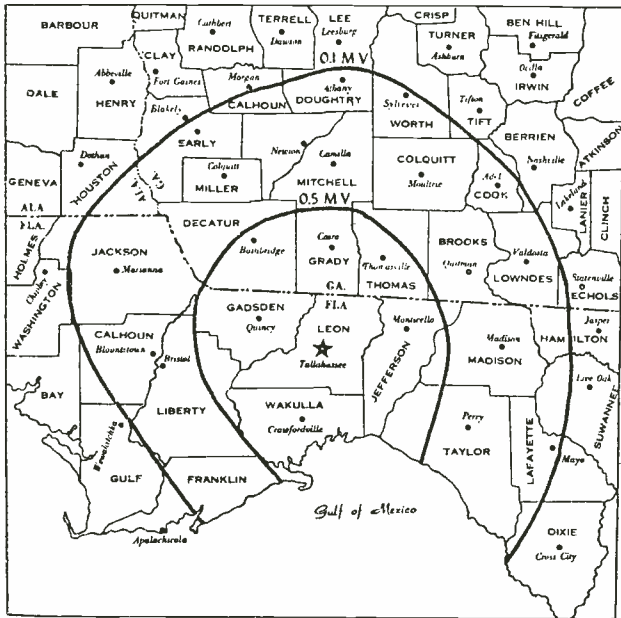 BARBOUR
QUITMAN
Cuthbert
RANDOLPH
TERRELL
Dawson
LEE
Leesburg
CRISP
TURNER
Ashburn
BEN HILL
Fitzgerald
CLAY
Fort Gaines
Abbeville
HENRY
DALE
Morgan
CALHOUN
0.1 MV
Albany
DOUGHTRY
Sylvester
WORTH
Tifton
TIFT
Ocilla
IRWIN
COFFEE
Blakely
EARLY
Newton
Camilla
MITCHELL
COLQUITT
Moultrie
BERRIEN
Nashville
ATKINSON
Dothan
HOUSTON
GENEVA
ALA
GA.
Colquitt
MILLER
Adel
COOK
Lakeland
LANIER
CLINCH
ALA
FLA.
0.5 MV
DECATUR
Bainbridge
Cairo
GRADY
Thomasville
THOMAS
BROOKS
Quitman
Valdosta
LOWNDES
Statenville
ECHOLS
HOLMES
JACKSON
Marianna
Chipley
WASHINGTON
GA.
FLA
GADSDEN
Quincy
LEON
Tallahassee
Monticello
JEFFERSON
Madison
MADISON
Jasper
HAMILTON
CALHOUN
Blountstown
Bristol
LIBERTY
BAY
Live Oak
SUWANNEE
WAKULLA
Crawfordville
Perry
TAYLOR
LAFAYETTE
Mayo
Wewahitchka
GULF
FRANKLIN
Apalachicola
Gulf of Mexico
DIXIE
Cross City